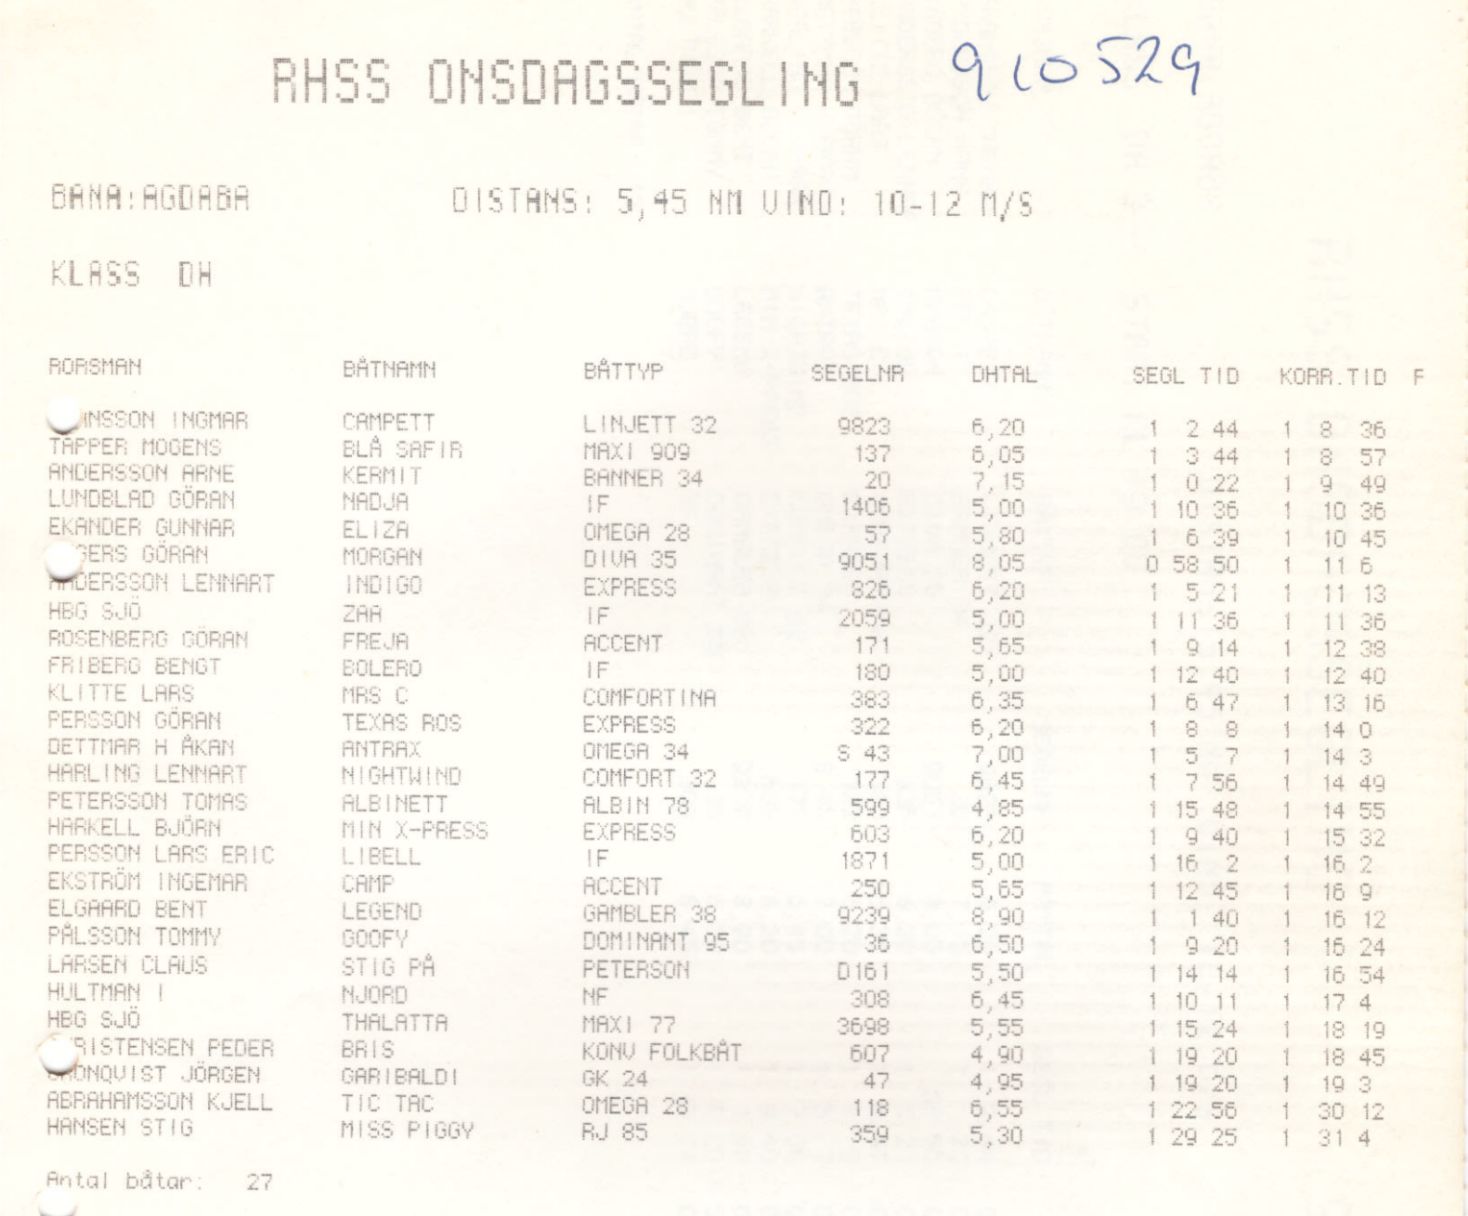 RHSS ONSDAGSSEGLING 910529
BANA:AGDABA DISTANS: 5,45 NM VIND: 10-12 M/S
KLASS DH
RORSMAN BÅTNAMN BÅTTYP SEGELNR DHTAL SEGL TID KORR.TID F
NSSON INGMAR CAMPETT LINJETT 32 9823 6,20 1 2 44 1 8 36
TAPPER MOGENS BLÅ SAFIR MAXI 909 137 6,05 1 3 44 1 8 57
ANDERSSON ARNE KERMIT BANNER 34 20 7,15 1 0 22 1 9 49
LUNDBLAD GÖRAN NADJA IF 1406 5,00 1 10 36 1 10 36
EKANDER GUNNAR ELIZA OMEGA 28 57 5,80 1 6 39 1 10 45
GERS GÖRAN MORGAN DIVA 35 9051 8,05 0 58 50 1 11 6
ANDERSSON LENNART INDIGO EXPRESS 826 6,20 1 5 21 1 11 13
HBG SJÖ ZAA IF 2059 5,00 1 11 36 1 11 36
ROSENBERG GÖRAN FREJA ACCENT 171 5,65 1 9 14 1 12 38
FRIBERG BENGT BOLERO IF 180 5,00 1 12 40 1 12 40
KLITTE LARS MRS C COMFORTINA 383 6,35 1 6 47 1 13 16
PERSSON GÖRAN TEXAS ROS EXPRESS 322 6,20 1 8 8 1 14 0
DETTMAR H ÅKAN ANTRAX OMEGA 34 S 43 7,00 1 5 7 1 14 3
HARLING LENNART NIGHTWIND COMFORT 32 177 6,45 1 7 56 1 14 49
PETERSSON TOMAS ALBINETT ALBIN 78 599 4,85 1 15 48 1 14 55
HARKELL BJÖRN MIN X-PRESS EXPRESS 603 6,20 1 9 40 1 15 32
PERSSON LARS ERIC LIBELL IF 1871 5,00 1 16 2 1 16 2
EKSTRÖM INGEMAR CAMP ACCENT 250 5,65 1 12 45 1 16 9
ELGAARD BENT LEGEND GAMBLER 38 9239 8,90 1 1 40 1 16 12
PÅLSSON TOMMY GOOFY DOMINANT 95 36 6,50 1 9 20 1 16 24
LARSEN CLAUS STIG PÅ PETERSON D161 5,50 1 14 14 1 16 54
HULTMAN I NJORD NF 308 6,45 1 10 11 1 17 4
HBG SJÖ THALATTA MAXI 77 3698 5,55 1 15 24 1 18 19
RISTENSEN PEDER BRIS KONV FOLKBÅT 607 4,90 1 19 20 1 18 45
GRÖNQVIST JÖRGEN GARIBALDI GK 24 47 4,95 1 19 20 1 19 3
ABRAHAMSSON KJELL TIC TAC OMEGA 28 118 6,55 1 22 56 1 30 12
HANSEN STIG MISS PIGGY RJ 85 359 5,30 1 29 25 1 31 4
Antal båtar: 27